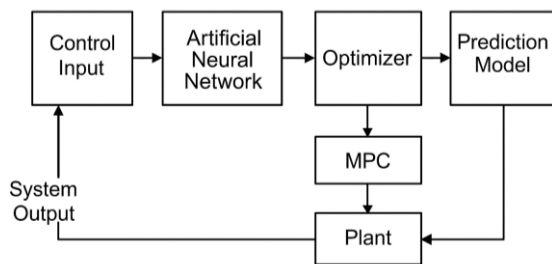 Control
Input
Artificial
Neural
Network
Optimizer
Prediction
Model
MPC
System
Output
Plant